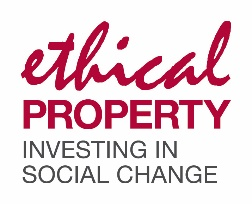 ethical
PROPERTY
INVESTING IN
SOCIAL CHANGE